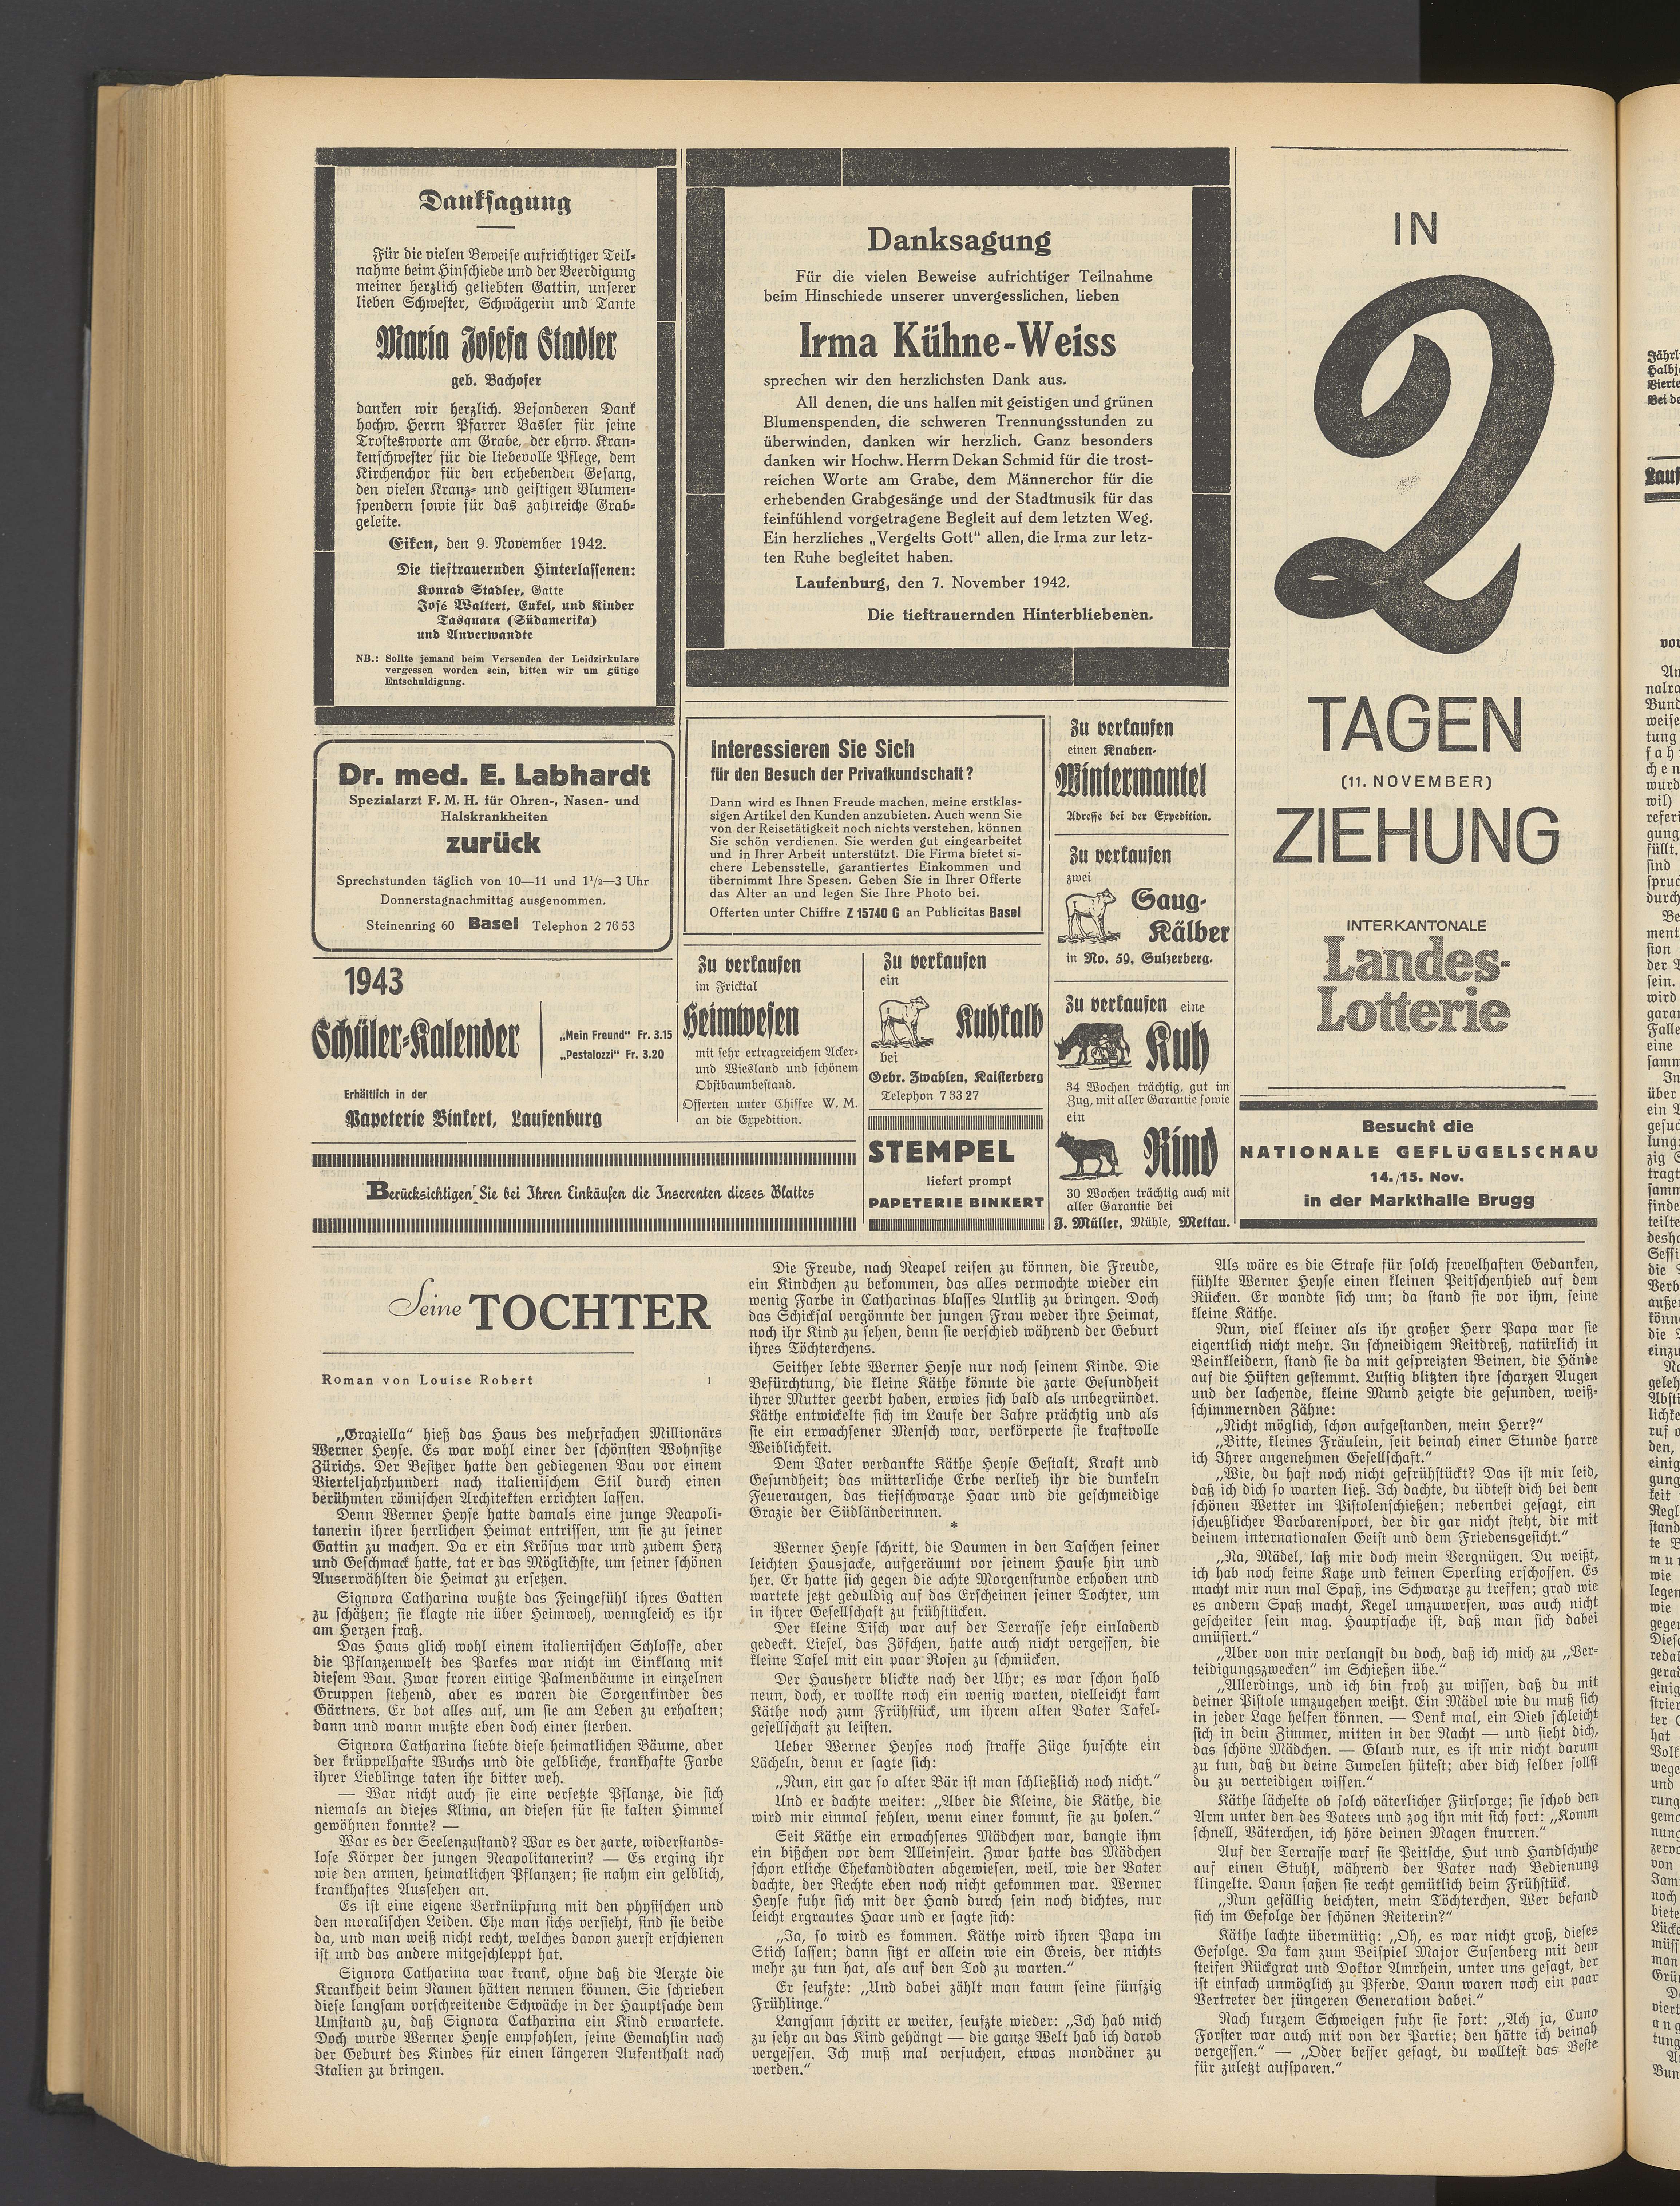 Danksagung
Für die vielen Beweise aufrichtiger Teil-
nahme beim Hinschiede und der Beerdigung
meiner herzlich geliebten Gattin, unserer
lieben Schwester, Schwägerin und Tante
Maria Josefa Stadler
geb. Bachofer
danken wir herzlich. Besonderen Dank
hochw. Herrn Pfarrer Basler für seine
Trostesworte am Grabe, der ehrw. Kran-
kenschwester für die liebevolle Pflege, dem
Kirchenchor für den erhebenden Gesang,
den vielen Kranz- und geistigen Blumen-
spendern sowie für das zahlreiche Grab-
geleite.
Eiken, den 9. November 1942.
Die tieftrauernden Hinterlassenen:
Konrad Stadler, Gatte
José Waltert, Enkel, und Kinder
Tasquara (Südamerika)
und Anverwandte
NB.: Sollte jemand beim Versenden der Leidzirkulare
vergessen worden sein, bitten wir um gütige
Entschuldigung.
Danksagung
Für die vielen Beweise aufrichtiger Teilnahme
beim Hinschiede unserer unvergesslichen, lieben
Irma Kühne-Weiss
sprechen wir den herzlichsten Dank aus.
All denen, die uns halfen mit geistigen und grünen
Blumenspenden, die schweren Trennungsstunden zu
überwinden, danken wir herzlich. Ganz besonders
danken wir Hochw. Herrn Dekan Schmid für die trost-
reichen Worte am Grabe, dem Männerchor für die
erhebenden Grabgesänge und der Stadtmusik für das
feinfühlend vorgetragene Begleit auf dem letzten Weg.
Ein herzliches „Vergelts Gott“ allen, die Irma zur letz-
ten Ruhe begleitet haben.
Laufenburg, den 7. November 1942.
Die tieftrauernden Hinterbliebenen.
IN
2
TAGEN
(11. NOVEMBER)
ZIEHUNG
INTERKANTONALE
Landes-
Lotterie
Dr. med. E. Labhardt
Spezialarzt F. M. H. für Ohren-, Nasen- und
Halskrankheiten
zurück
Sprechstunden täglich von 10—11 und 1½—3 Uhr
Donnerstagnachmittag ausgenommen.
Steinenring 60 Basel Telephon 2 76 53
Interessieren Sie Sich
für den Besuch der Privatkundschaft?
Dann wird es Ihnen Freude machen, meine erstklas-
sigen Artikel den Kunden anzubieten. Auch wenn Sie
von der Reisetätigkeit noch nichts verstehen, können
Sie schön verdienen. Sie werden gut eingearbeitet
und in Ihrer Arbeit unterstützt. Die Firma bietet si-
chere Lebensstelle, garantiertes Einkommen und
übernimmt Ihre Spesen. Geben Sie in Ihrer Offerte
das Alter an und legen Sie Ihre Photo bei.
Offerten unter Chiffre Z 15740 G an Publicitas Basel
Zu verkaufen
einen Knaben-
Wintermantel
Adresse bei der Expedition.
Zu verkaufen
zwei
Saug-
Kälber
in No. 59, Sulzerberg.
Zu verkaufen eine
Kuh
34 Wochen trächtig, gut im
Zug, mit aller Garantie sowie
ein
Rind
30 Wochen trächtig auch mit
aller Garantie bei
J. Müller, Mühle, Mettau.
1943
Schüler-Kalender
„Mein Freund“ Fr. 3.15
„Pestalozzi“ Fr. 3.20
Erhältlich in der
Papeterie Binkert, Laufenburg
Zu verkaufen
im Fricktal
Heimwesen
mit sehr ertragreichem Acker-
und Wiesland und schönem
Obstbaumbestand.
Offerten unter Chiffre W. M.
an die Expedition.
Zu verkaufen
ein
Kuhkalb
bei
Gebr. Zwahlen, Kaisterberg
Telephon 7 33 27
Berücksichtigen Sie bei Ihren Einkäufen die Inserenten dieses Blattes
STEMPEL
liefert prompt
PAPETERIE BINKERT
Besucht die
NATIONALE GEFLÜGELSCHAU
14./15. Nov.
in der Markthalle Brugg
Seine TOCHTER
Roman von Louise Robert 1
„Graziella“ hieß das Haus des mehrfachen Millionärs
Werner Heyse. Es war wohl einer der schönsten Wohnsitze
Zürichs. Der Besitzer hatte den gediegenen Bau vor einem
Vierteljahrhundert nach italienischem Stil durch einen
berühmten römischen Architekten errichten lassen.
Denn Werner Heyse hatte damals eine junge Neapoli-
tanerin ihrer herrlichen Heimat entrissen, um sie zu seiner
Gattin zu machen. Da er ein Krösus war und zudem Herz
und Geschmack hatte, tat er das Möglichste, um seiner schönen
Auserwählten die Heimat zu ersetzen.
Signora Catharina wußte das Feingefühl ihres Gatten
zu schätzen; sie klagte nie über Heimweh, wenngleich es ihr
am Herzen fraß.
Das Haus glich wohl einem italienischen Schlosse, aber
die Pflanzenwelt des Parkes war nicht im Einklang mit
diesem Bau. Zwar froren einige Palmenbäume in einzelnen
Gruppen stehend, aber es waren die Sorgenkinder des
Gärtners. Er bot alles auf, um sie am Leben zu erhalten;
dann und wann mußte eben doch einer sterben.
Signora Catharina liebte diese heimatlichen Bäume, aber
der krüppelhafte Wuchs und die gelbliche, krankhafte Farbe
ihrer Lieblinge taten ihr bitter weh.
— War nicht auch sie eine versetzte Pflanze, die sich
niemals an dieses Klima, an diesen für sie kalten Himmel
gewöhnen konnte? —
War es der Seelenzustand? War es der zarte, widerstands-
lose Körper der jungen Neapolitanerin? — Es erging ihr
wie den armen, heimatlichen Pflanzen; sie nahm ein gelblich,
krankhaftes Aussehen an.
Es ist eine eigene Verknüpfung mit den physischen und
den moralischen Leiden. Ehe man sichs versieht, sind sie beide
da, und man weiß nicht recht, welches davon zuerst erschienen
ist und das andere mitgeschleppt hat.
Signora Catharina war krank, ohne daß die Aerzte die
Krankheit beim Namen hätten nennen können. Sie schrieben
diese langsam vorschreitende Schwäche in der Hauptsache dem
Umstand zu, daß Signora Catharina ein Kind erwartete.
Doch wurde Werner Heyse empfohlen, seine Gemahlin nach
der Geburt des Kindes für einen längeren Aufenthalt nach
Italien zu bringen.
Die Freude, nach Neapel reisen zu können, die Freude,
ein Kindchen zu bekommen, das alles vermochte wieder ein
wenig Farbe in Catharinas blasses Antlitz zu bringen. Doch
das Schicksal vergönnte der jungen Frau weder ihre Heimat,
noch ihr Kind zu sehen, denn sie verschied während der Geburt
ihres Töchterchens.
Seither lebte Werner Heyse nur noch seinem Kinde. Die
Befürchtung, die kleine Käthe könnte die zarte Gesundheit
ihrer Mutter geerbt haben, erwies sich bald als unbegründet.
Käthe entwickelte sich im Laufe der Jahre prächtig und als
sie ein erwachsener Mensch war, verkörperte sie kraftvolle
Weiblichkeit.
Dem Vater verdankte Käthe Heyse Gestalt, Kraft und
Gesundheit; das mütterliche Erbe verlieh ihr die dunkeln
Feueraugen, das tiefschwarze Haar und die geschmeidige
Grazie der Südländerinnen.
*
Werner Heyse schritt, die Daumen in den Taschen seiner
leichten Hausjacke, aufgeräumt vor seinem Hause hin und
her. Er hatte sich gegen die achte Morgenstunde erhoben und
wartete jetzt geduldig auf das Erscheinen seiner Tochter, um
in ihrer Gesellschaft zu frühstücken.
Der kleine Tisch war auf der Terrasse sehr einladend
gedeckt. Liesel, das Zöfchen, hatte auch nicht vergessen, die
kleine Tafel mit ein paar Rosen zu schmücken.
Der Hausherr blickte nach der Uhr; es war schon halb
neun, doch, er wollte noch ein wenig warten, vielleicht kam
Käthe noch zum Frühstück, um ihrem alten Vater Tafel-
gesellschaft zu leisten.
Ueber Werner Heyses noch straffe Züge huschte ein
Lächeln, denn er sagte sich:
„Nun, ein gar so alter Bär ist man schließlich noch nicht.“
Und er dachte weiter: „Aber die Kleine, die Käthe, die
wird mir einmal fehlen, wenn einer kommt, sie zu holen.“
Seit Käthe ein erwachsenes Mädchen war, bangte ihm
ein bißchen vor dem Alleinsein. Zwar hatte das Mädchen
schon etliche Ehekandidaten abgewiesen, weil, wie der Vater
dachte, der Rechte eben noch nicht gekommen war. Werner
Heyse fuhr sich mit der Hand durch sein noch dichtes, nur
leicht ergrautes Haar und er sagte sich:
„Ja, so wird es kommen. Käthe wird ihren Papa im
Stich lassen; dann sitzt er allein wie ein Greis, der nichts
mehr zu tun hat, als auf den Tod zu warten.“
Er seufzte: „Und dabei zählt man kaum seine fünfzig
Frühlinge.“
Langsam schritt er weiter, seufzte wieder: „Ich hab mich
zu sehr an das Kind gehängt — die ganze Welt hab ich darob
vergessen. Ich muß mal versuchen, etwas mondäner zu
werden.“
Als wäre es die Strafe für solch frevelhaften Gedanken,
fühlte Werner Heyse einen kleinen Peitschenhieb auf dem
Rücken. Er wandte sich um; da stand sie vor ihm, seine
kleine Käthe.
Nun, viel kleiner als ihr großer Herr Papa war sie
eigentlich nicht mehr. In schneidigem Reitdreß, natürlich in
Beinkleidern, stand sie da mit gespreizten Beinen, die Hände
auf die Hüften gestemmt. Lustig blitzten ihre scharzen Augen
und der lachende, kleine Mund zeigte die gesunden, weiß-
schimmernden Zähne:
„Nicht möglich, schon aufgestanden, mein Herr?“
„Bitte, kleines Fräulein, seit beinah einer Stunde harre
ich Ihrer angenehmen Gesellschaft.“
„Wie, du hast noch nicht gefrühstückt? Das ist mir leid,
daß ich dich so warten ließ. Ich dachte, du übtest dich bei dem
schönen Wetter im Pistolenschießen; nebenbei gesagt, ein
scheußlicher Barbarensport, der dir gar nicht steht, dir mit
deinem internationalen Geist und dem Friedensgesicht.“
„Na, Mädel, laß mir doch mein Vergnügen. Du weißt,
ich hab noch keine Katze und keinen Sperling erschossen. Es
macht mir nun mal Spaß, ins Schwarze zu treffen; grad wie
es andern Spaß macht, Kegel umzuwerfen, was auch nicht
gescheiter sein mag. Hauptsache ist, daß man sich dabei
amüsiert.“
„Aber von mir verlangst du doch, daß ich mich zu „Ver-
teidigungszwecken“ im Schießen übe.“
„Allerdings, und ich bin froh zu wissen, daß du mit
deiner Pistole umzugehen weißt. Ein Mädel wie du muß sich
in jeder Lage helfen können. — Denk mal, ein Dieb schleicht
sich in dein Zimmer, mitten in der Nacht — und sieht dich,
das schöne Mädchen. — Glaub nur, es ist mir nicht darum
zu tun, daß du deine Juwelen hütest; aber dich selber sollst
du zu verteidigen wissen.“
Käthe lächelte ob solch väterlicher Fürsorge; sie schob den
Arm unter den des Vaters und zog ihn mit sich fort: „Komm
schnell, Väterchen, ich höre deinen Magen knurren.“
Auf der Terrasse warf sie Peitsche, Hut und Handschuhe
auf einen Stuhl, während der Vater nach Bedienung
klingelte. Dann saßen sie recht gemütlich beim Frühstück.
„Nun gefällig beichten, mein Töchterchen. Wer befand
sich im Gefolge der schönen Reiterin?“
Käthe lachte übermütig: „Oh, es war nicht groß, dieses
Gefolge. Da kam zum Beispiel Major Susenberg mit dem
steifen Rückgrat und Doktor Amrhein, unter uns gesagt, der
ist einfach unmöglich zu Pferde. Dann waren noch ein paar
Vertreter der jüngeren Generation dabei.“
Nach kurzem Schweigen fuhr sie fort: „Ach ja, Cuno
Forster war auch mit von der Partie; den hätte ich beinah
vergessen.“ — „Oder besser gesagt, du wolltest das Beste
für zuletzt aufsparen.“